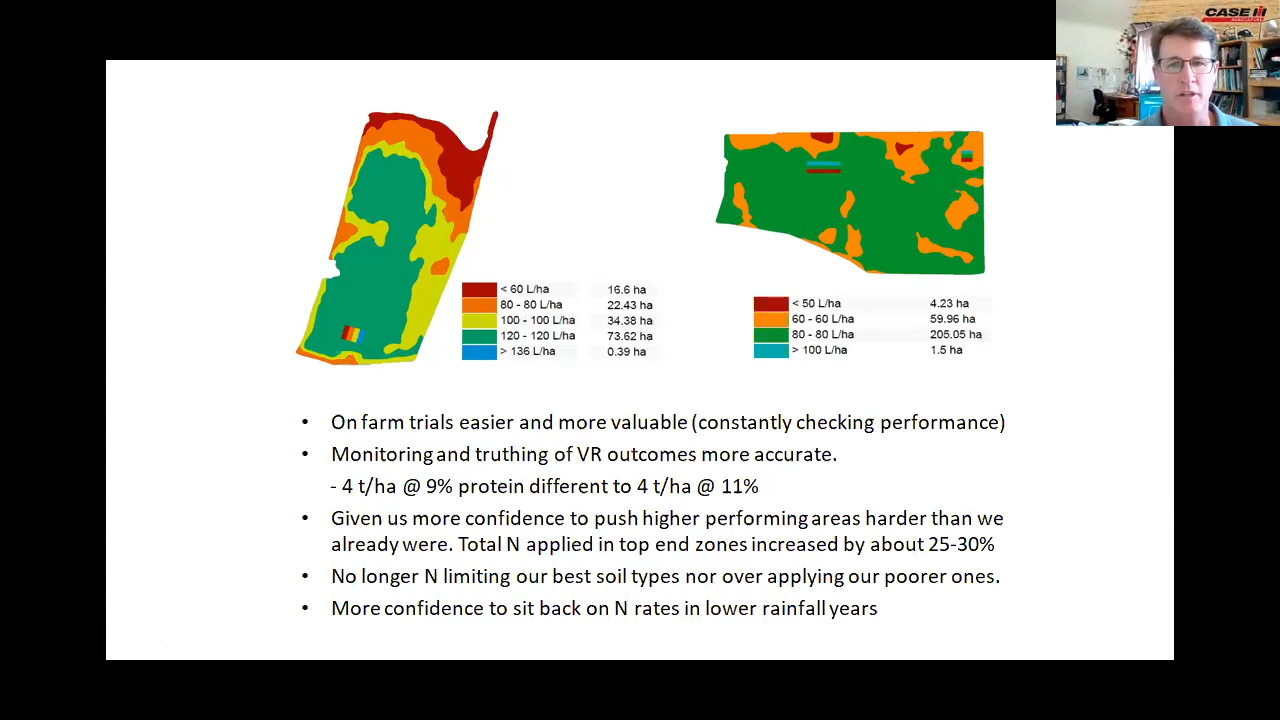 CASE IH
AGRICULTURE
< 60 L/ha 16.6 ha
80 - 80 L/ha 22.43 ha
100 - 100 L/ha 34.38 ha
120 - 120 L/ha 73.62 ha
> 136 L/ha 0.39 ha
< 50 L/ha 4.23 ha
60 - 60 L/ha 59.96 ha
80 - 80 L/ha 205.05 ha
> 100 L/ha 1.5 ha
• On farm trials easier and more valuable (constantly checking performance)
• Monitoring and truthing of VR outcomes more accurate.
- 4 t/ha @ 9% protein different to 4 t/ha @ 11%
• Given us more confidence to push higher performing areas harder than we
already were. Total N applied in top end zones increased by about 25-30%
• No longer N limiting our best soil types nor over applying our poorer ones.
• More confidence to sit back on N rates in lower rainfall years